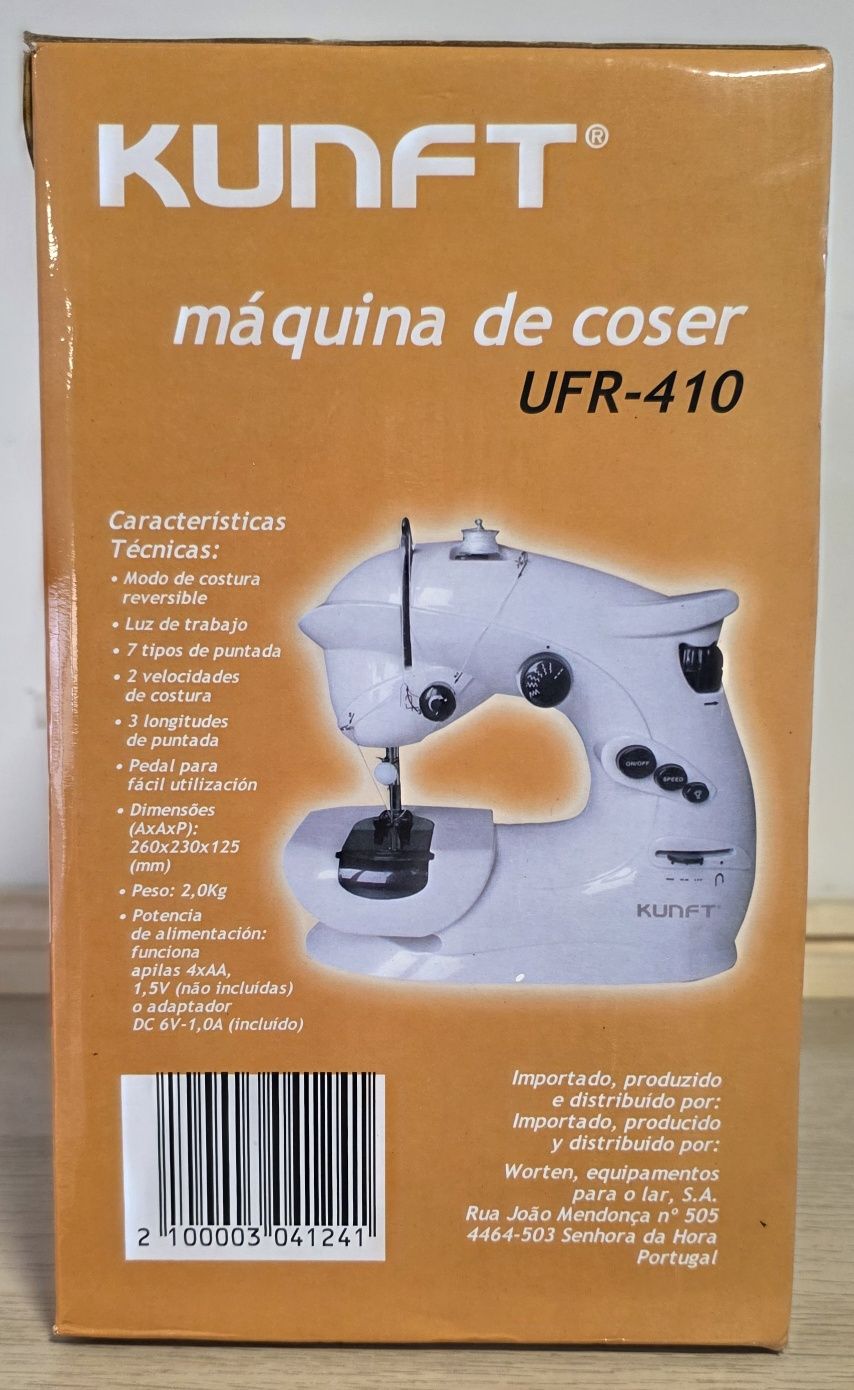 KUNFT®
máquina de coser
UFR-410
Características
Técnicas:
• Modo de costura
reversible
• Luz de trabajo
• 7 tipos de puntada
• 2 velocidades
de costura
• 3 longitudes
de puntada
• Pedal para
fácil utilización
• Dimensões
(AxAxP):
260x230x125
(mm)
• Peso: 2,0Kg
• Potencia
de alimentación:
funciona
apilas 4xAA,
1,5V (não incluídas)
o adaptador
DC 6V-1,0A (incluído)
ON/OFF
SPEED
KUNFT
2 100003 041241
Importado, produzido
e distribuído por:
Importado, producido
y distribuido por:
Worten, equipamentos
para o lar, S.A.
Rua João Mendonça nº 505
4464-503 Senhora da Hora
Portugal